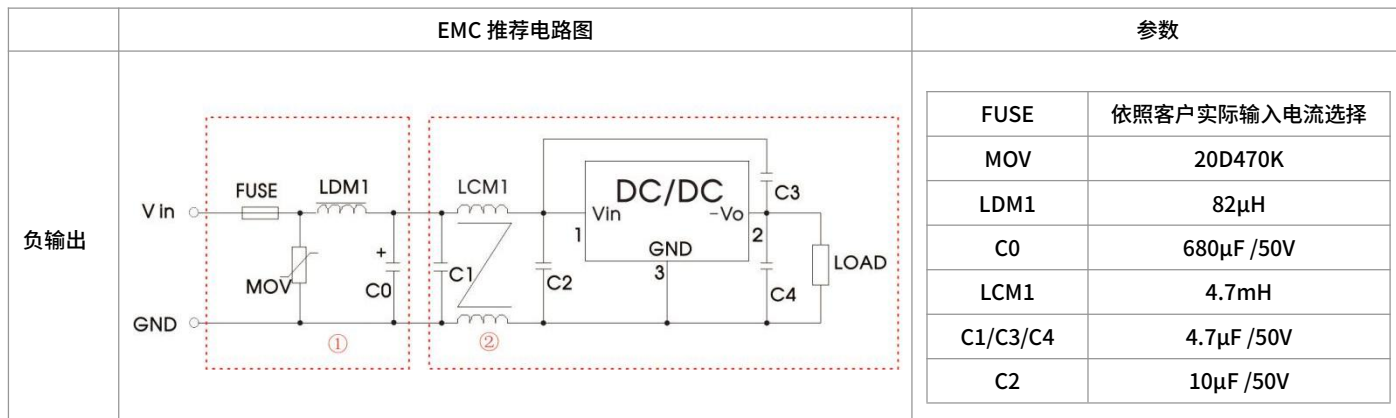 EMC 推荐电路图
参数
负输出
Vin
FUSE
LDM1
LCM1
DC/DC
Vin
-Vo
1
2
GND
3
C3
MOV
+
C0
C1
C2
C4
LOAD
GND
①
②
FUSE 依照客户实际输入电流选择
MOV 20D470K
LDM1 82μH
C0 680μF /50V
LCM1 4.7mH
C1/C3/C4 4.7μF /50V
C2 10μF /50V